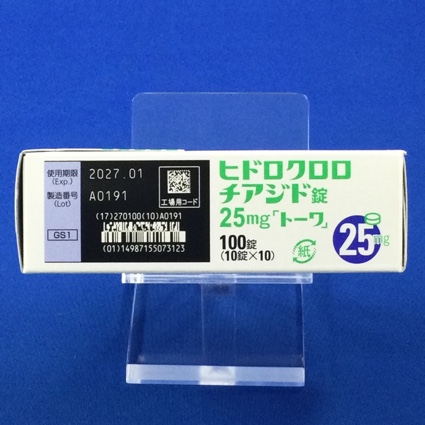 使用期限
(Exp.)
2027.01
製造番号
(Lot)
A0191
工場用コード
GS1
(17)270100(10)A0191
(01)14987155073123
ヒドロクロロ
チアジド錠
25mg「トーワ」
100錠
(10錠×10)
紙
25mg